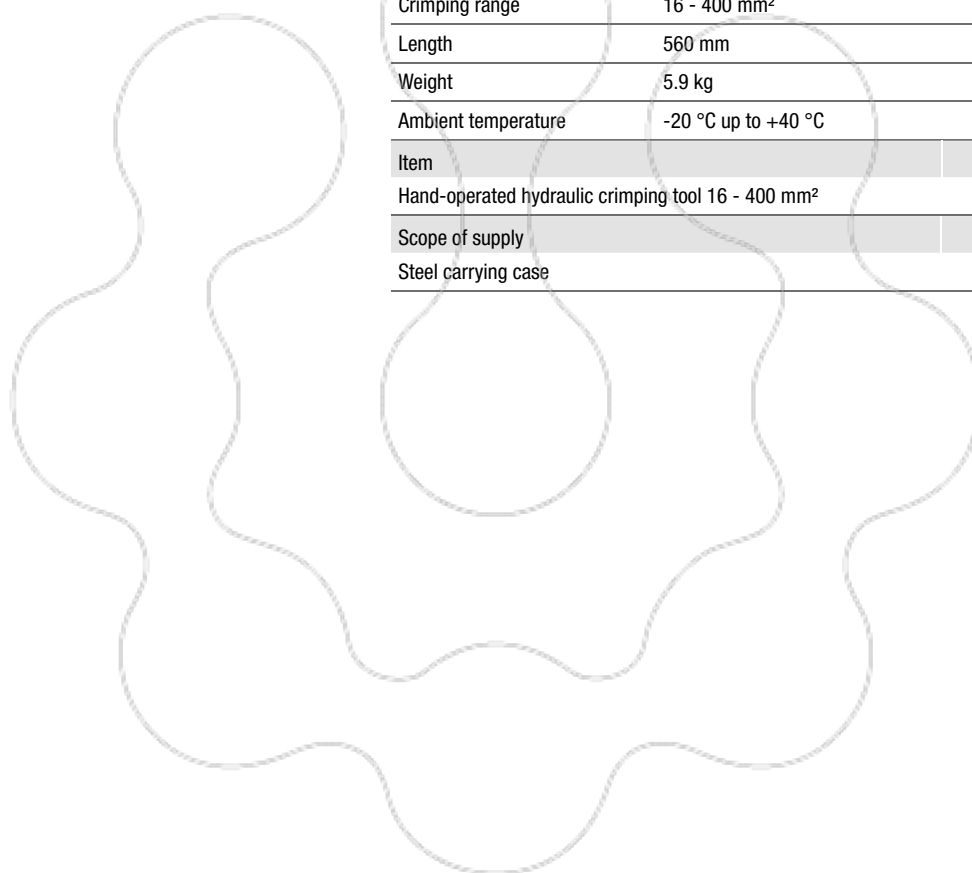 Crimping range 16 - 400 mm²
Length 560 mm
Weight 5.9 kg
Ambient temperature -20 °C up to +40 °C
Item
Hand-operated hydraulic crimping tool 16 - 400 mm²
Scope of supply
Steel carrying case